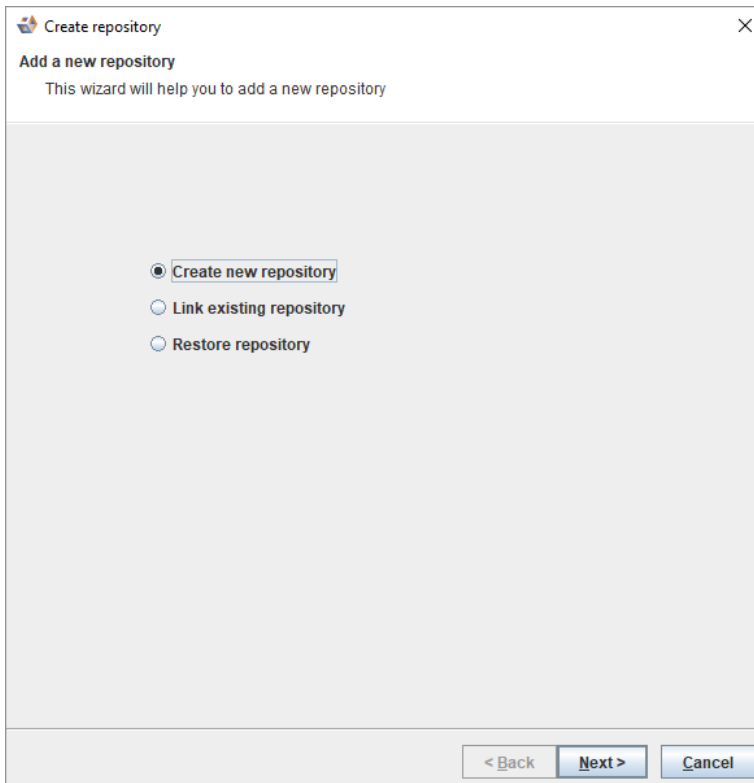 Create repository
Add a new repository
This wizard will help you to add a new repository
Create new repository
Link existing repository
Restore repository
< Back Next > Cancel